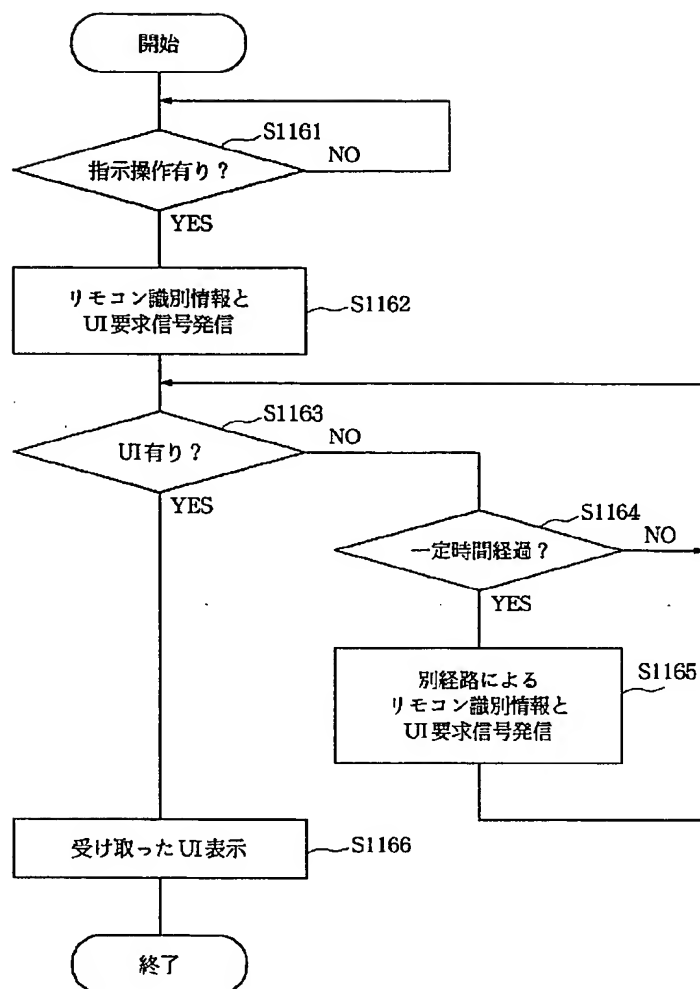 開始
S1161
指示操作有り?
NO
YES
リモコン識別情報と
UI要求信号発信
S1162
S1163
UI有り?
NO
YES
S1164
一定時間経過?
NO
YES
別経路による
リモコン識別情報と
UI要求信号発信
S1165
受け取ったUI表示
S1166
終了